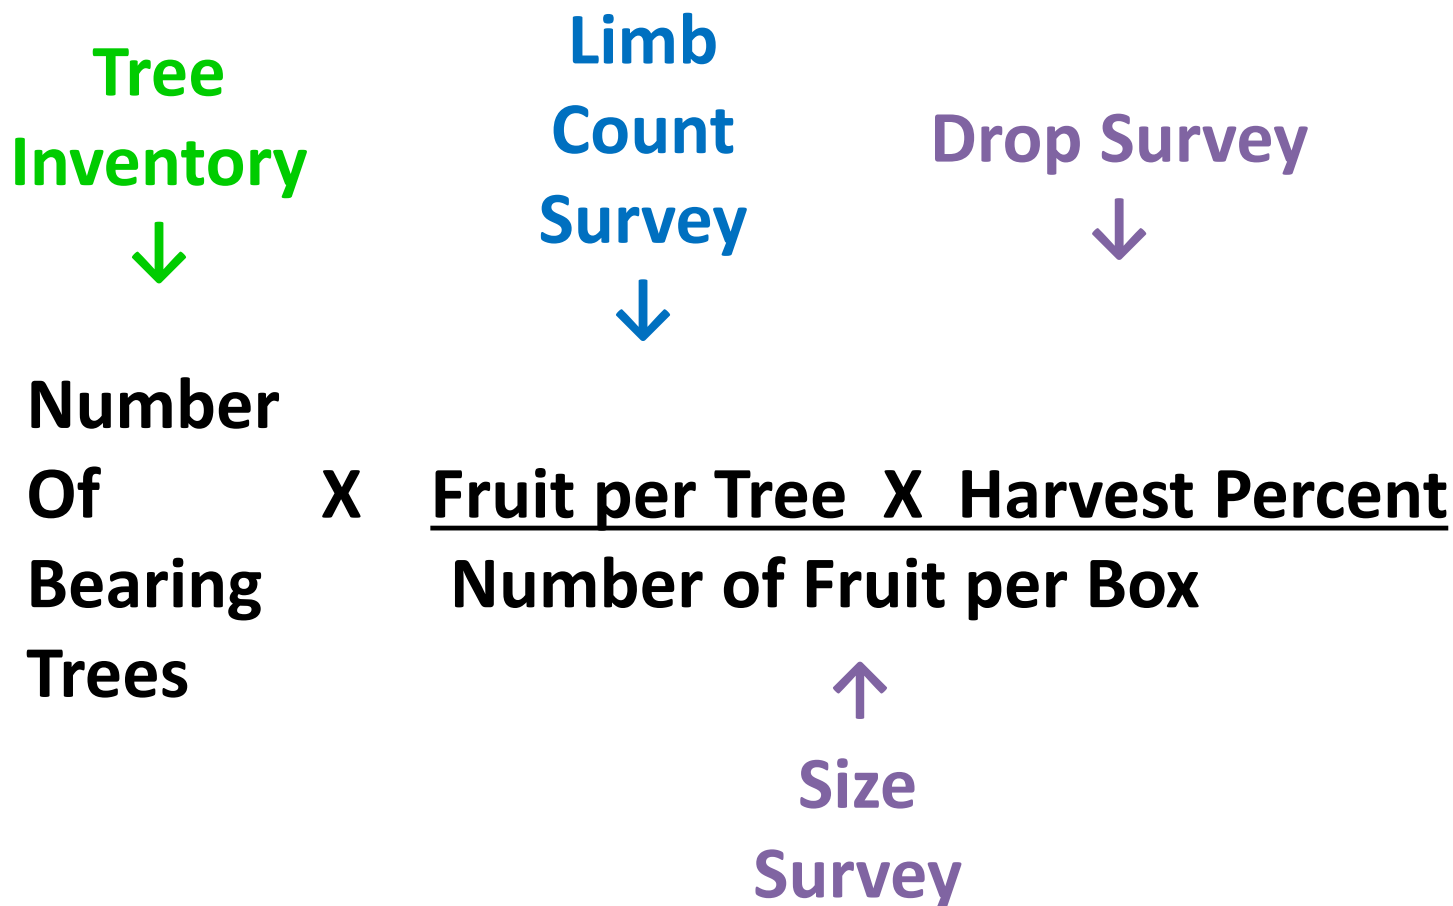 Tree
Inventory
↓
Limb
Count
Survey
↓
Drop Survey
↓
Number
Of
Bearing
Trees
X
Fruit per Tree X Harvest Percent
Number of Fruit per Box
↑
Size
Survey